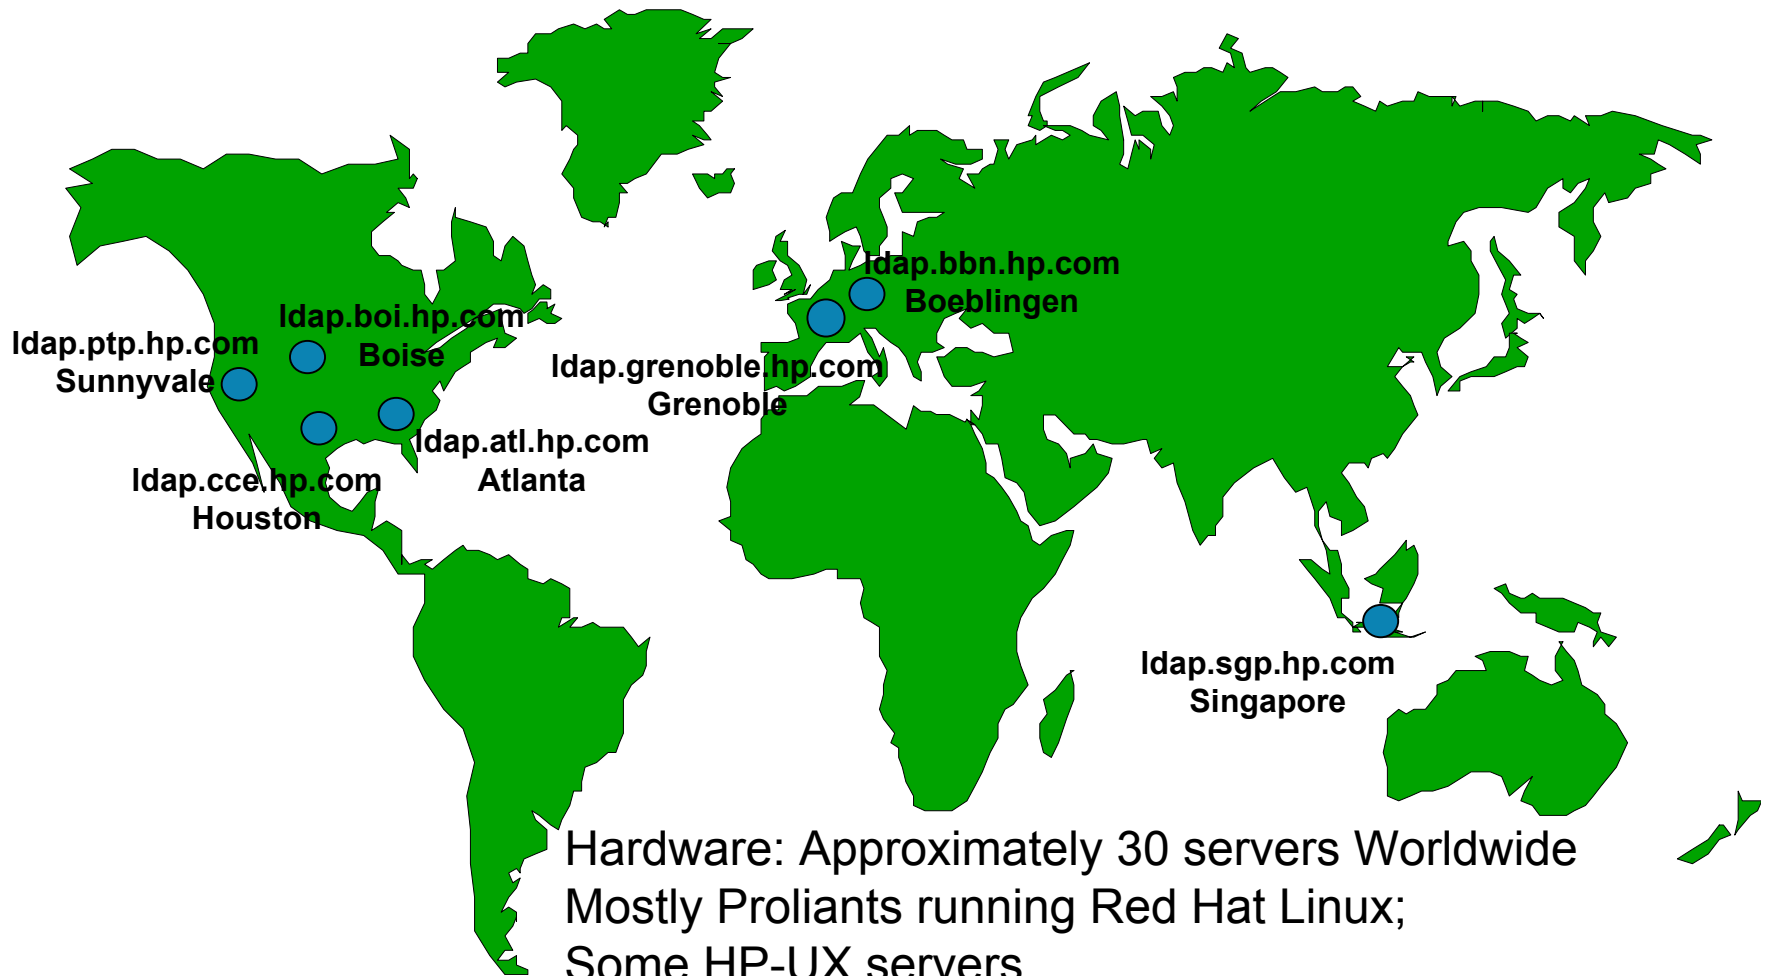 ldap.bbn.hp.com
Boeblingen
ldap.boi.hp.com
Boise
ldap.ptp.hp.com
Sunnyvale
ldap.grenoble.hp.com
Grenoble
ldap.atl.hp.com
Atlanta
ldap.cce.hp.com
Houston
ldap.sgp.hp.com
Singapore
Hardware: Approximately 30 servers Worldwide
Mostly Proliants running Red Hat Linux;
Some HP-UX servers